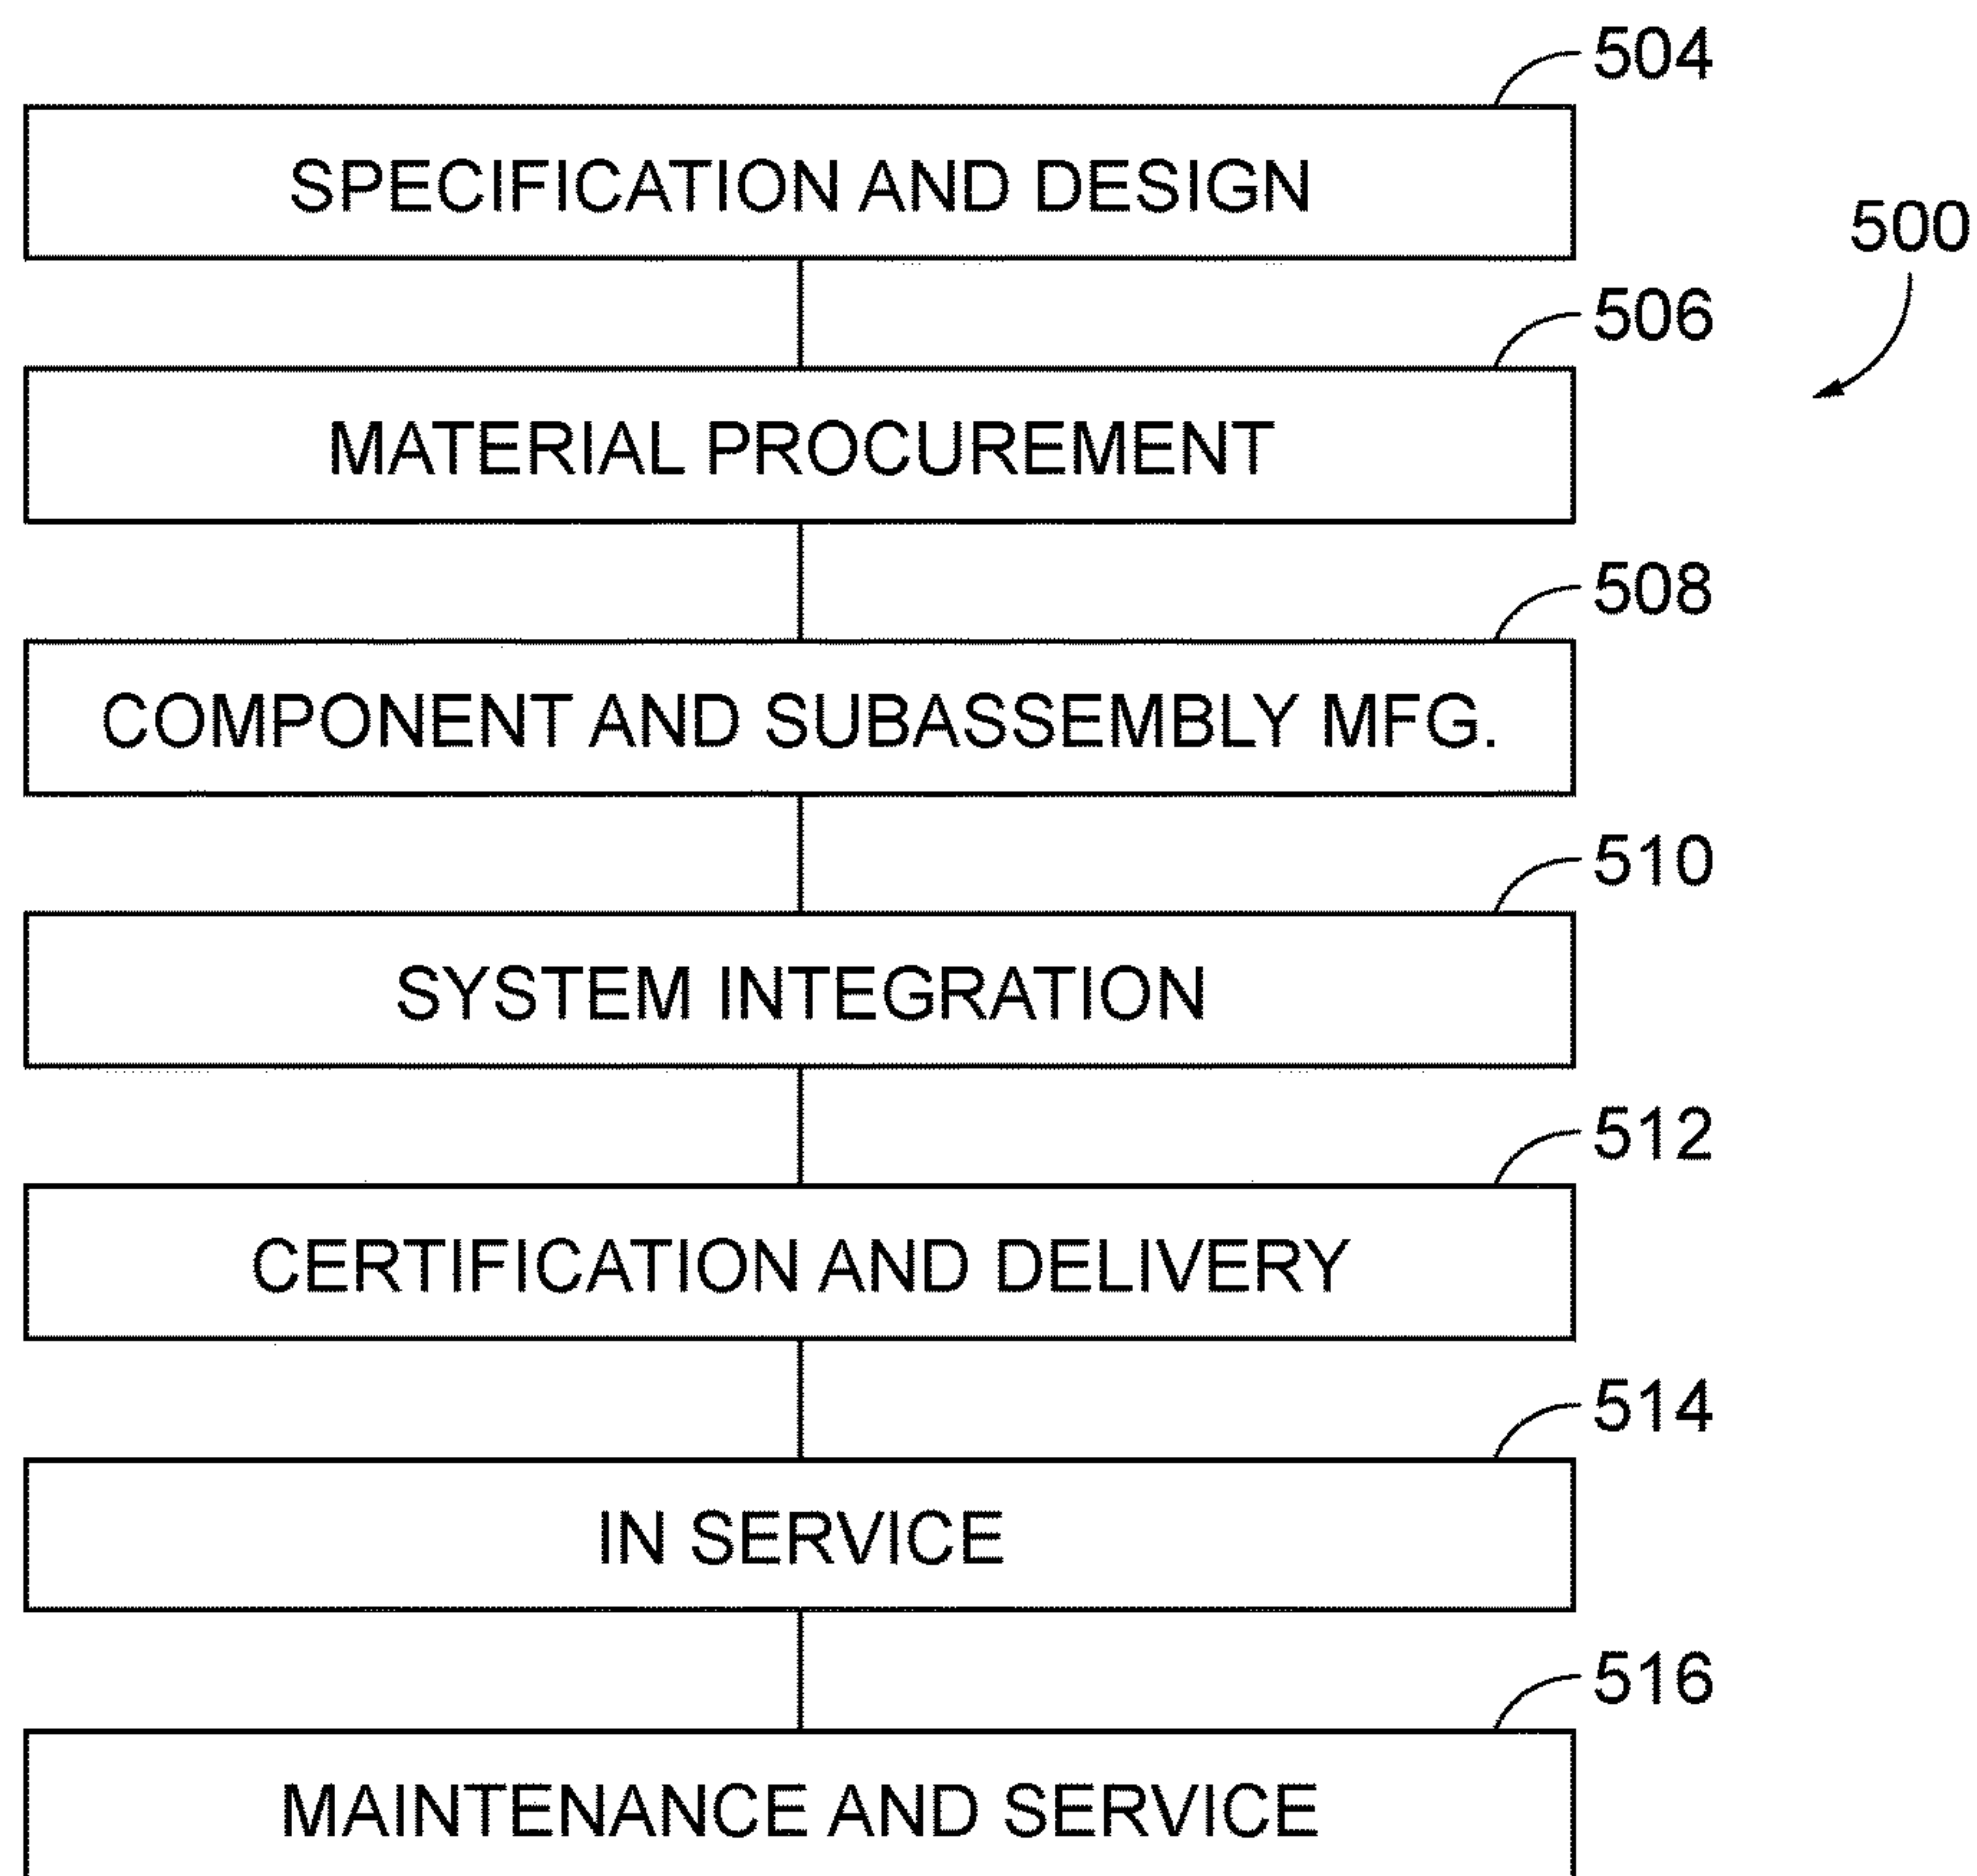 504
SPECIFICATION AND DESIGN
500
506
MATERIAL PROCUREMENT
508
COMPONENT AND SUBASSEMBLY MFG.
510
SYSTEM INTEGRATION
512
CERTIFICATION AND DELIVERY
514
IN SERVICE
516
MAINTENANCE AND SERVICE